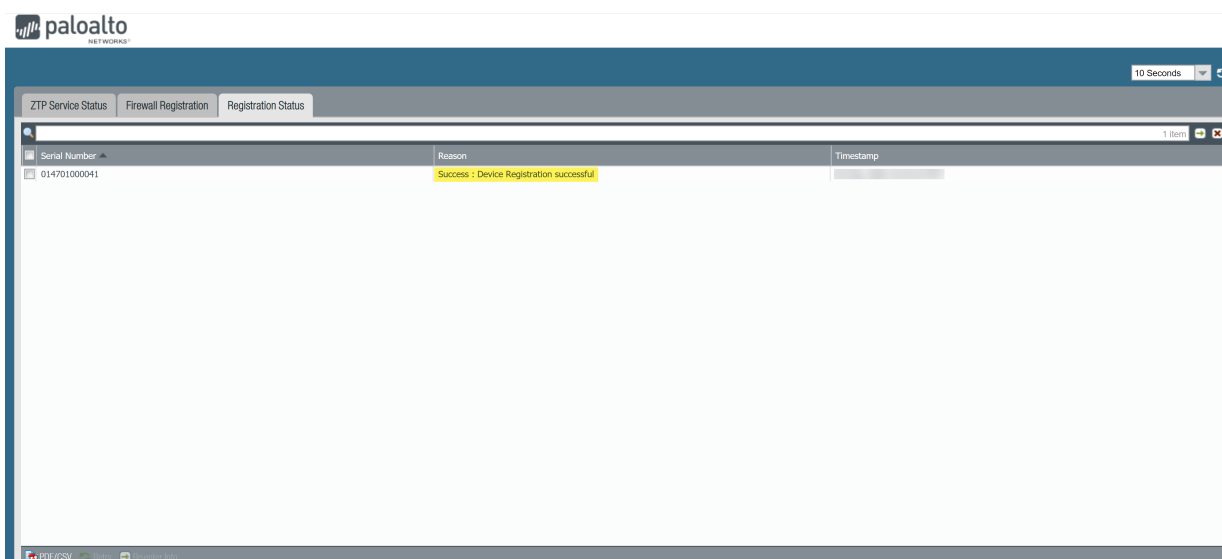 paloalto
NETWORKS®
10 Seconds
ZTP Service Status Firewall Registration Registration Status
1 item
Serial Number Reason Timestamp
014701000041 Success : Device Registration successful
PDF/CSV